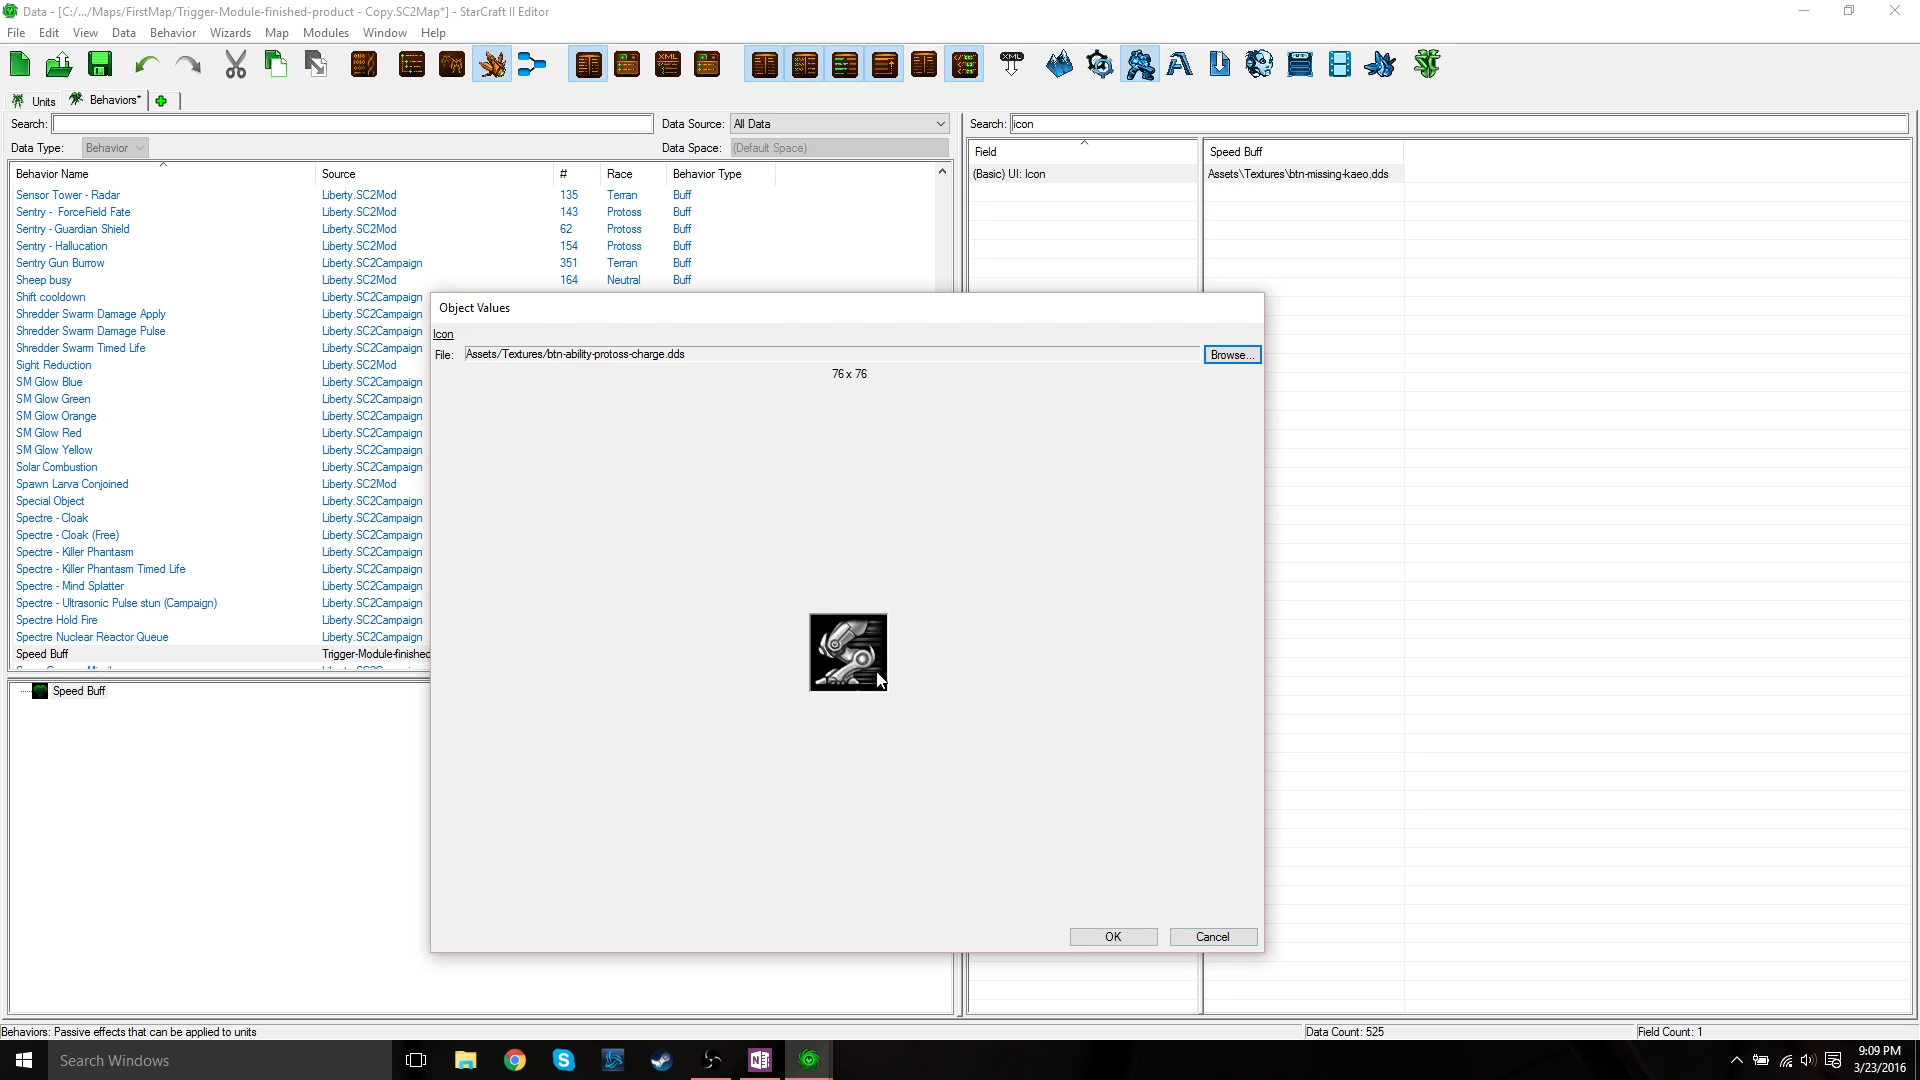 Data - [C:/.../Maps/FirstMap/Trigger-Module-finished-product - Copy.SC2Map*] - StarCraft II Editor
File Edit View Data Behavior Wizards Map Modules Window Help
Units Behaviors*
Search: Data Source: All Data Search: icon
Data Type: Behavior Data Space: (Default Space)
Field Speed Buff
Behavior Name Source # Race Behavior Type
(Basic) UI: Icon Assets\Textures\btn-missing-kaeo.dds
Sensor Tower - Radar Liberty.SC2Mod 135 Terran Buff
Sentry - ForceField Fate Liberty.SC2Mod 143 Protoss Buff
Sentry - Guardian Shield Liberty.SC2Mod 62 Protoss Buff
Sentry - Hallucation Liberty.SC2Mod 154 Protoss Buff
Sentry Gun Burrow Liberty.SC2Campaign 351 Terran Buff
Sheep busy Liberty.SC2Mod 164 Neutral Buff
Shift cooldown Liberty.SC2Campaign
Shredder Swarm Damage Apply Liberty.SC2Campaign
Shredder Swarm Damage Pulse Liberty.SC2Campaign
Shredder Swarm Timed Life Liberty.SC2Campaign
Sight Reduction Liberty.SC2Mod
SM Glow Blue Liberty.SC2Campaign
SM Glow Green Liberty.SC2Campaign
SM Glow Orange Liberty.SC2Campaign
SM Glow Red Liberty.SC2Campaign
SM Glow Yellow Liberty.SC2Campaign
Solar Combustion Liberty.SC2Campaign
Spawn Larva Conjoined Liberty.SC2Mod
Special Object Liberty.SC2Campaign
Spectre - Cloak Liberty.SC2Campaign
Spectre - Cloak (Free) Liberty.SC2Campaign
Spectre - Killer Phantasm Liberty.SC2Campaign
Spectre - Killer Phantasm Timed Life Liberty.SC2Campaign
Spectre - Mind Splatter Liberty.SC2Campaign
Spectre - Ultrasonic Pulse stun (Campaign) Liberty.SC2Campaign
Spectre Hold Fire Liberty.SC2Campaign
Spectre Nuclear Reactor Queue Liberty.SC2Campaign
Speed Buff Trigger-Module-finished
Speed Buff
Object Values
Icon
File: Assets/Textures/btn-ability-protoss-charge.dds Browse...
76 x 76
OK Cancel
Behaviors: Passive effects that can be applied to units Data Count: 525 Field Count: 1
Search Windows
9:09 PM
3/23/2016